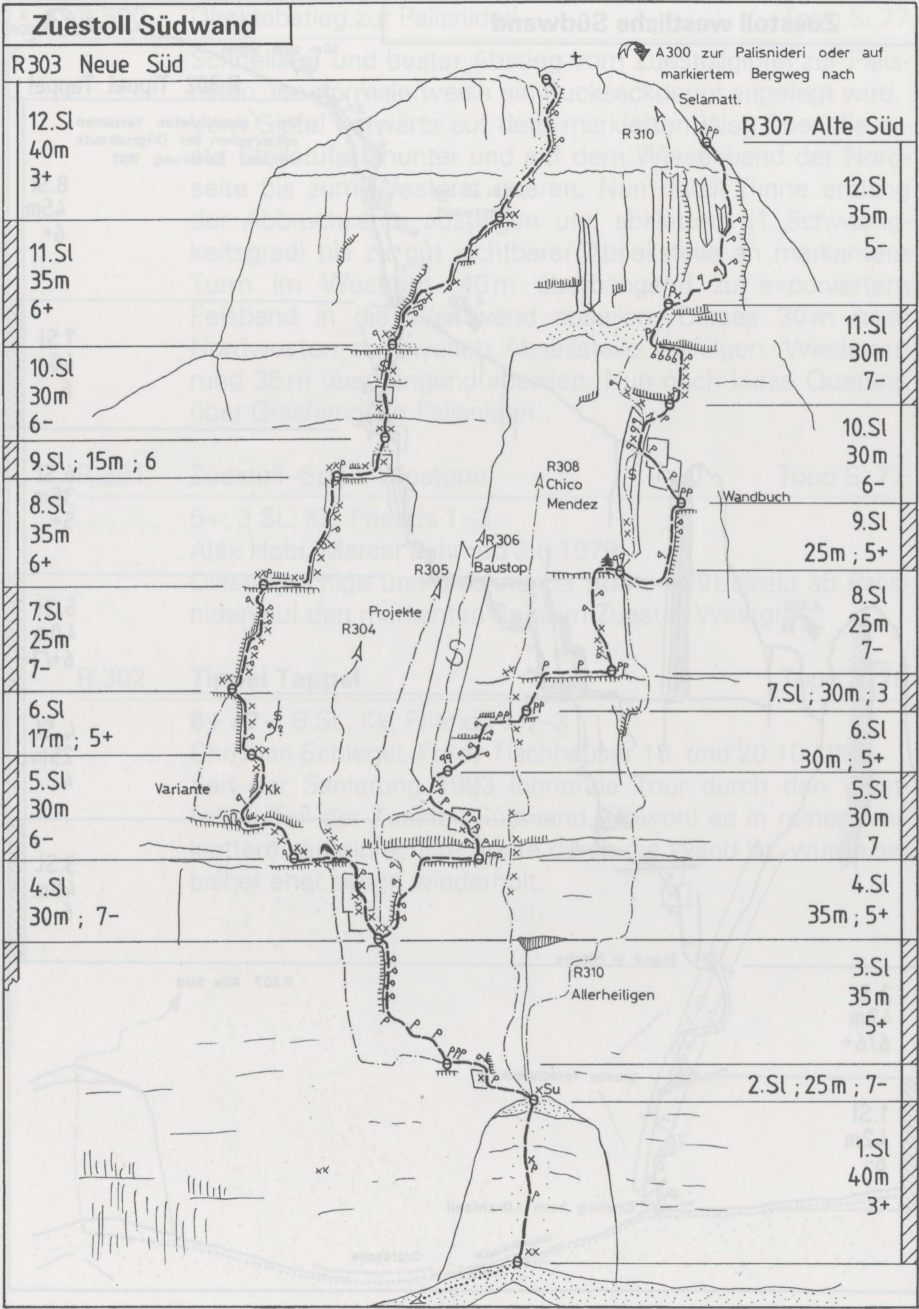 Zuestoll Südwand
R303 Neue Süd
12.Sl
40m
3+
11.Sl
35m
6+
10.Sl
30m
6-
9.Sl ; 15m ; 6
8.Sl
35m
6+
7.Sl
25m
7-
6.Sl
17m ; 5+
5.Sl
30m
6-
4.Sl
30m ; 7-
A300 zur Palisnideri oder auf
markiertem Bergweg nach
Selamatt.
R310
R307 Alte Süd
12.Sl
35m
5-
11.Sl
30m
7-
10.Sl
30m
6-
Wandbuch
9.Sl
25m ; 5+
8.Sl
25m
7-
7.Sl ; 30m ; 3
6.Sl
30m ; 5+
5.Sl
30m
7
4.Sl
35m ; 5+
3.Sl
35m
5+
2.Sl ; 25m ; 7-
1.Sl
40m
3+
R308
Chico
Mendez
R306
Baustopp
R305
Projekte
R304
Variante
Kk
R310
Allerheiligen
Su